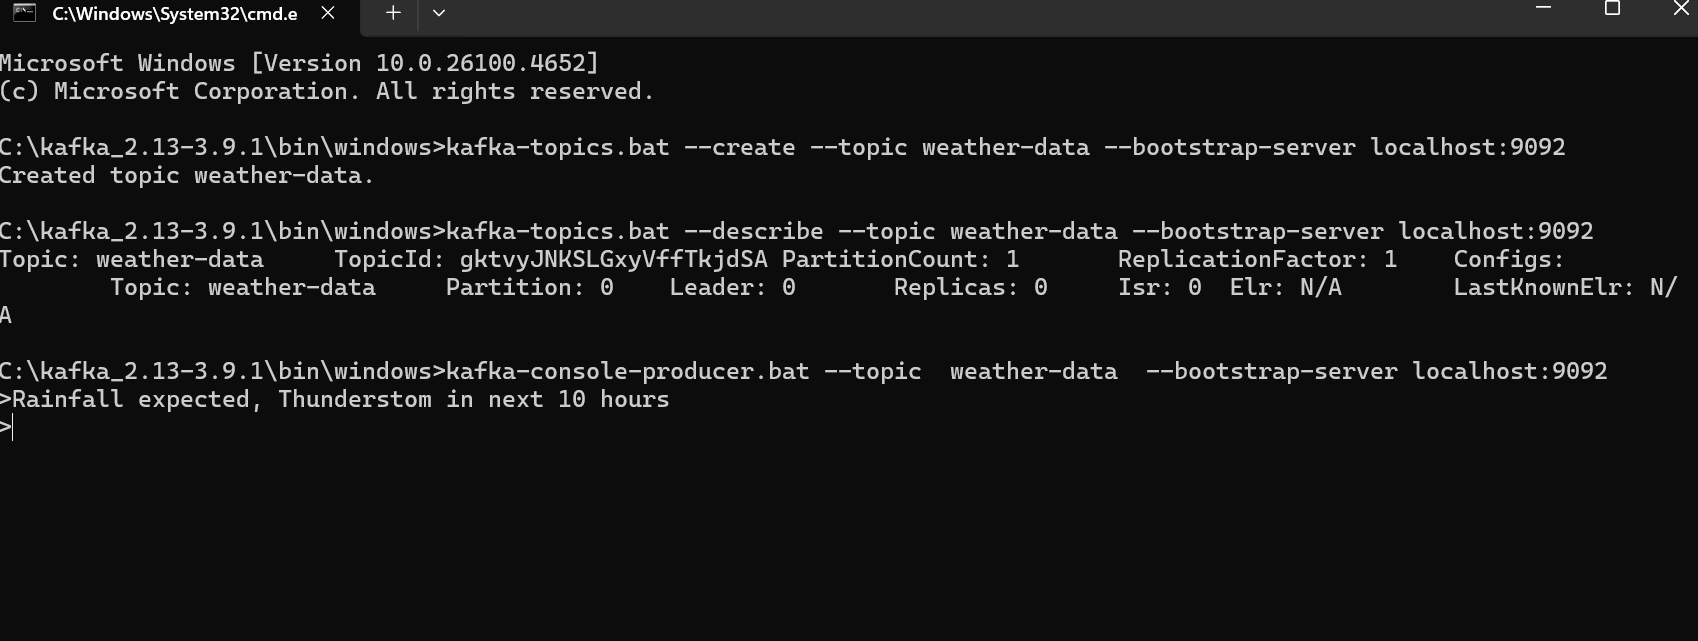 C:\Windows\System32\cmd.e
Microsoft Windows [Version 10.0.26100.4652]
(c) Microsoft Corporation. All rights reserved.
C:\kafka_2.13-3.9.1\bin\windows>kafka-topics.bat --create --topic weather-data --bootstrap-server localhost:9092
Created topic weather-data.
C:\kafka_2.13-3.9.1\bin\windows>kafka-topics.bat --describe --topic weather-data --bootstrap-server localhost:9092
Topic: weather-data     TopicId: gktvyJNKSLGxyVffTkjdSA PartitionCount: 1       ReplicationFactor: 1    Configs:
        Topic: weather-data     Partition: 0    Leader: 0       Replicas: 0     Isr: 0  Elr: N/A        LastKnownElr: N/
A
C:\kafka_2.13-3.9.1\bin\windows>kafka-console-producer.bat --topic  weather-data  --bootstrap-server localhost:9092
>Rainfall expected, Thunderstom in next 10 hours
>